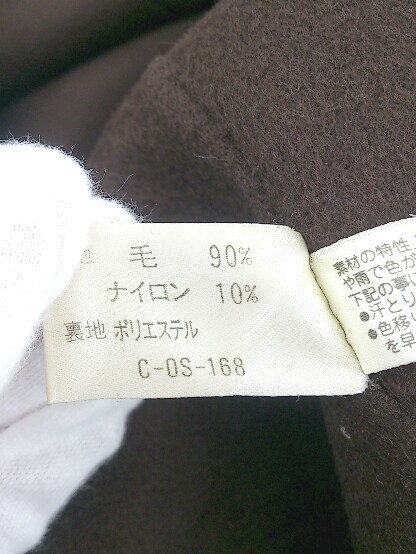 毛 90%
ナイロン 10%
裏地 ポリエステル
C-OS-168
素材の特性
や雨で色が
下記の事に
●汗とり
●色移り
を早